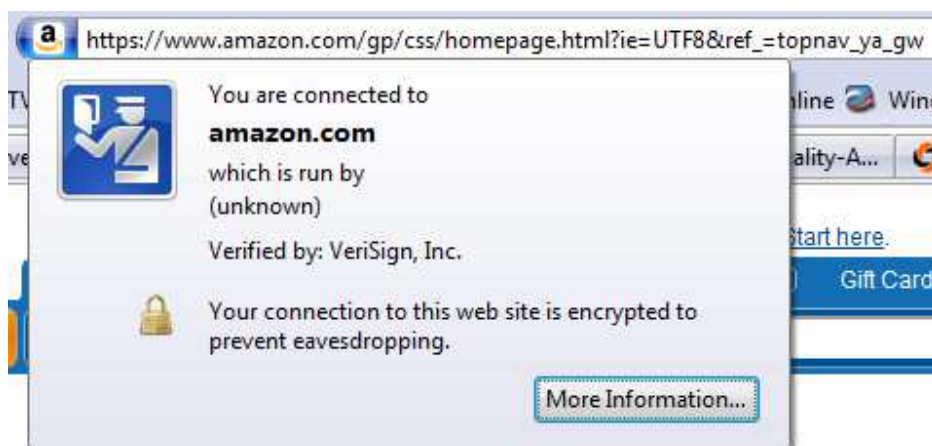 a https://www.amazon.com/gp/css/homepage.html?ie=UTF8&ref_=topnav_ya_gw
You are connected to
amazon.com
which is run by
(unknown)
Verified by: VeriSign, Inc.
Your connection to this web site is encrypted to
prevent eavesdropping.
More Information...
ality-A...
Start here.
Gift Card